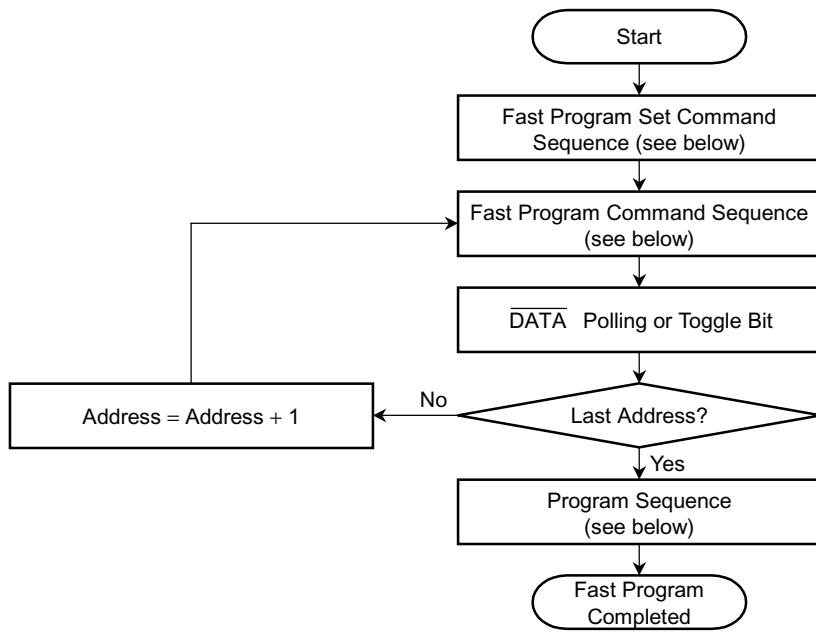 Start
Fast Program Set Command
Sequence (see below)
Fast Program Command Sequence
(see below)
DATA Polling or Toggle Bit
Last Address?
No
Address = Address + 1
Yes
Program Sequence
(see below)
Fast Program
Completed